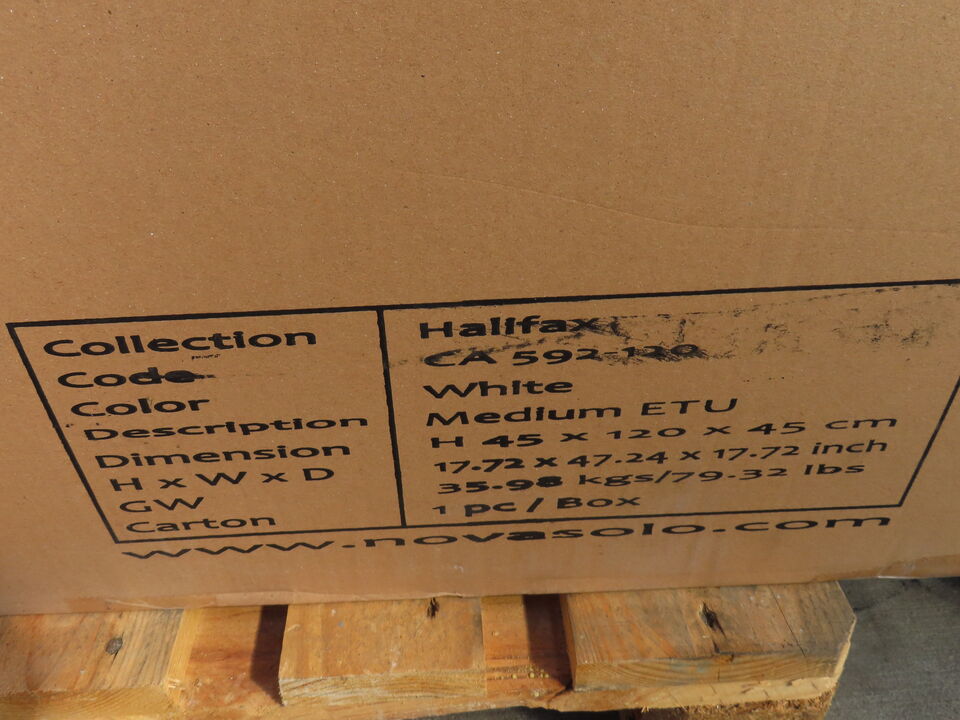 Collection Halifax
Code CA 592-120
Color White
Description Medium ETU
Dimension H 45 x 120 x 45 cm
H x W x D 17.72 x 47.24 x 17.72 inch
GW 35.98 kgs/79.32 lbs
Carton 1 pc / Box
www.novasolo.com